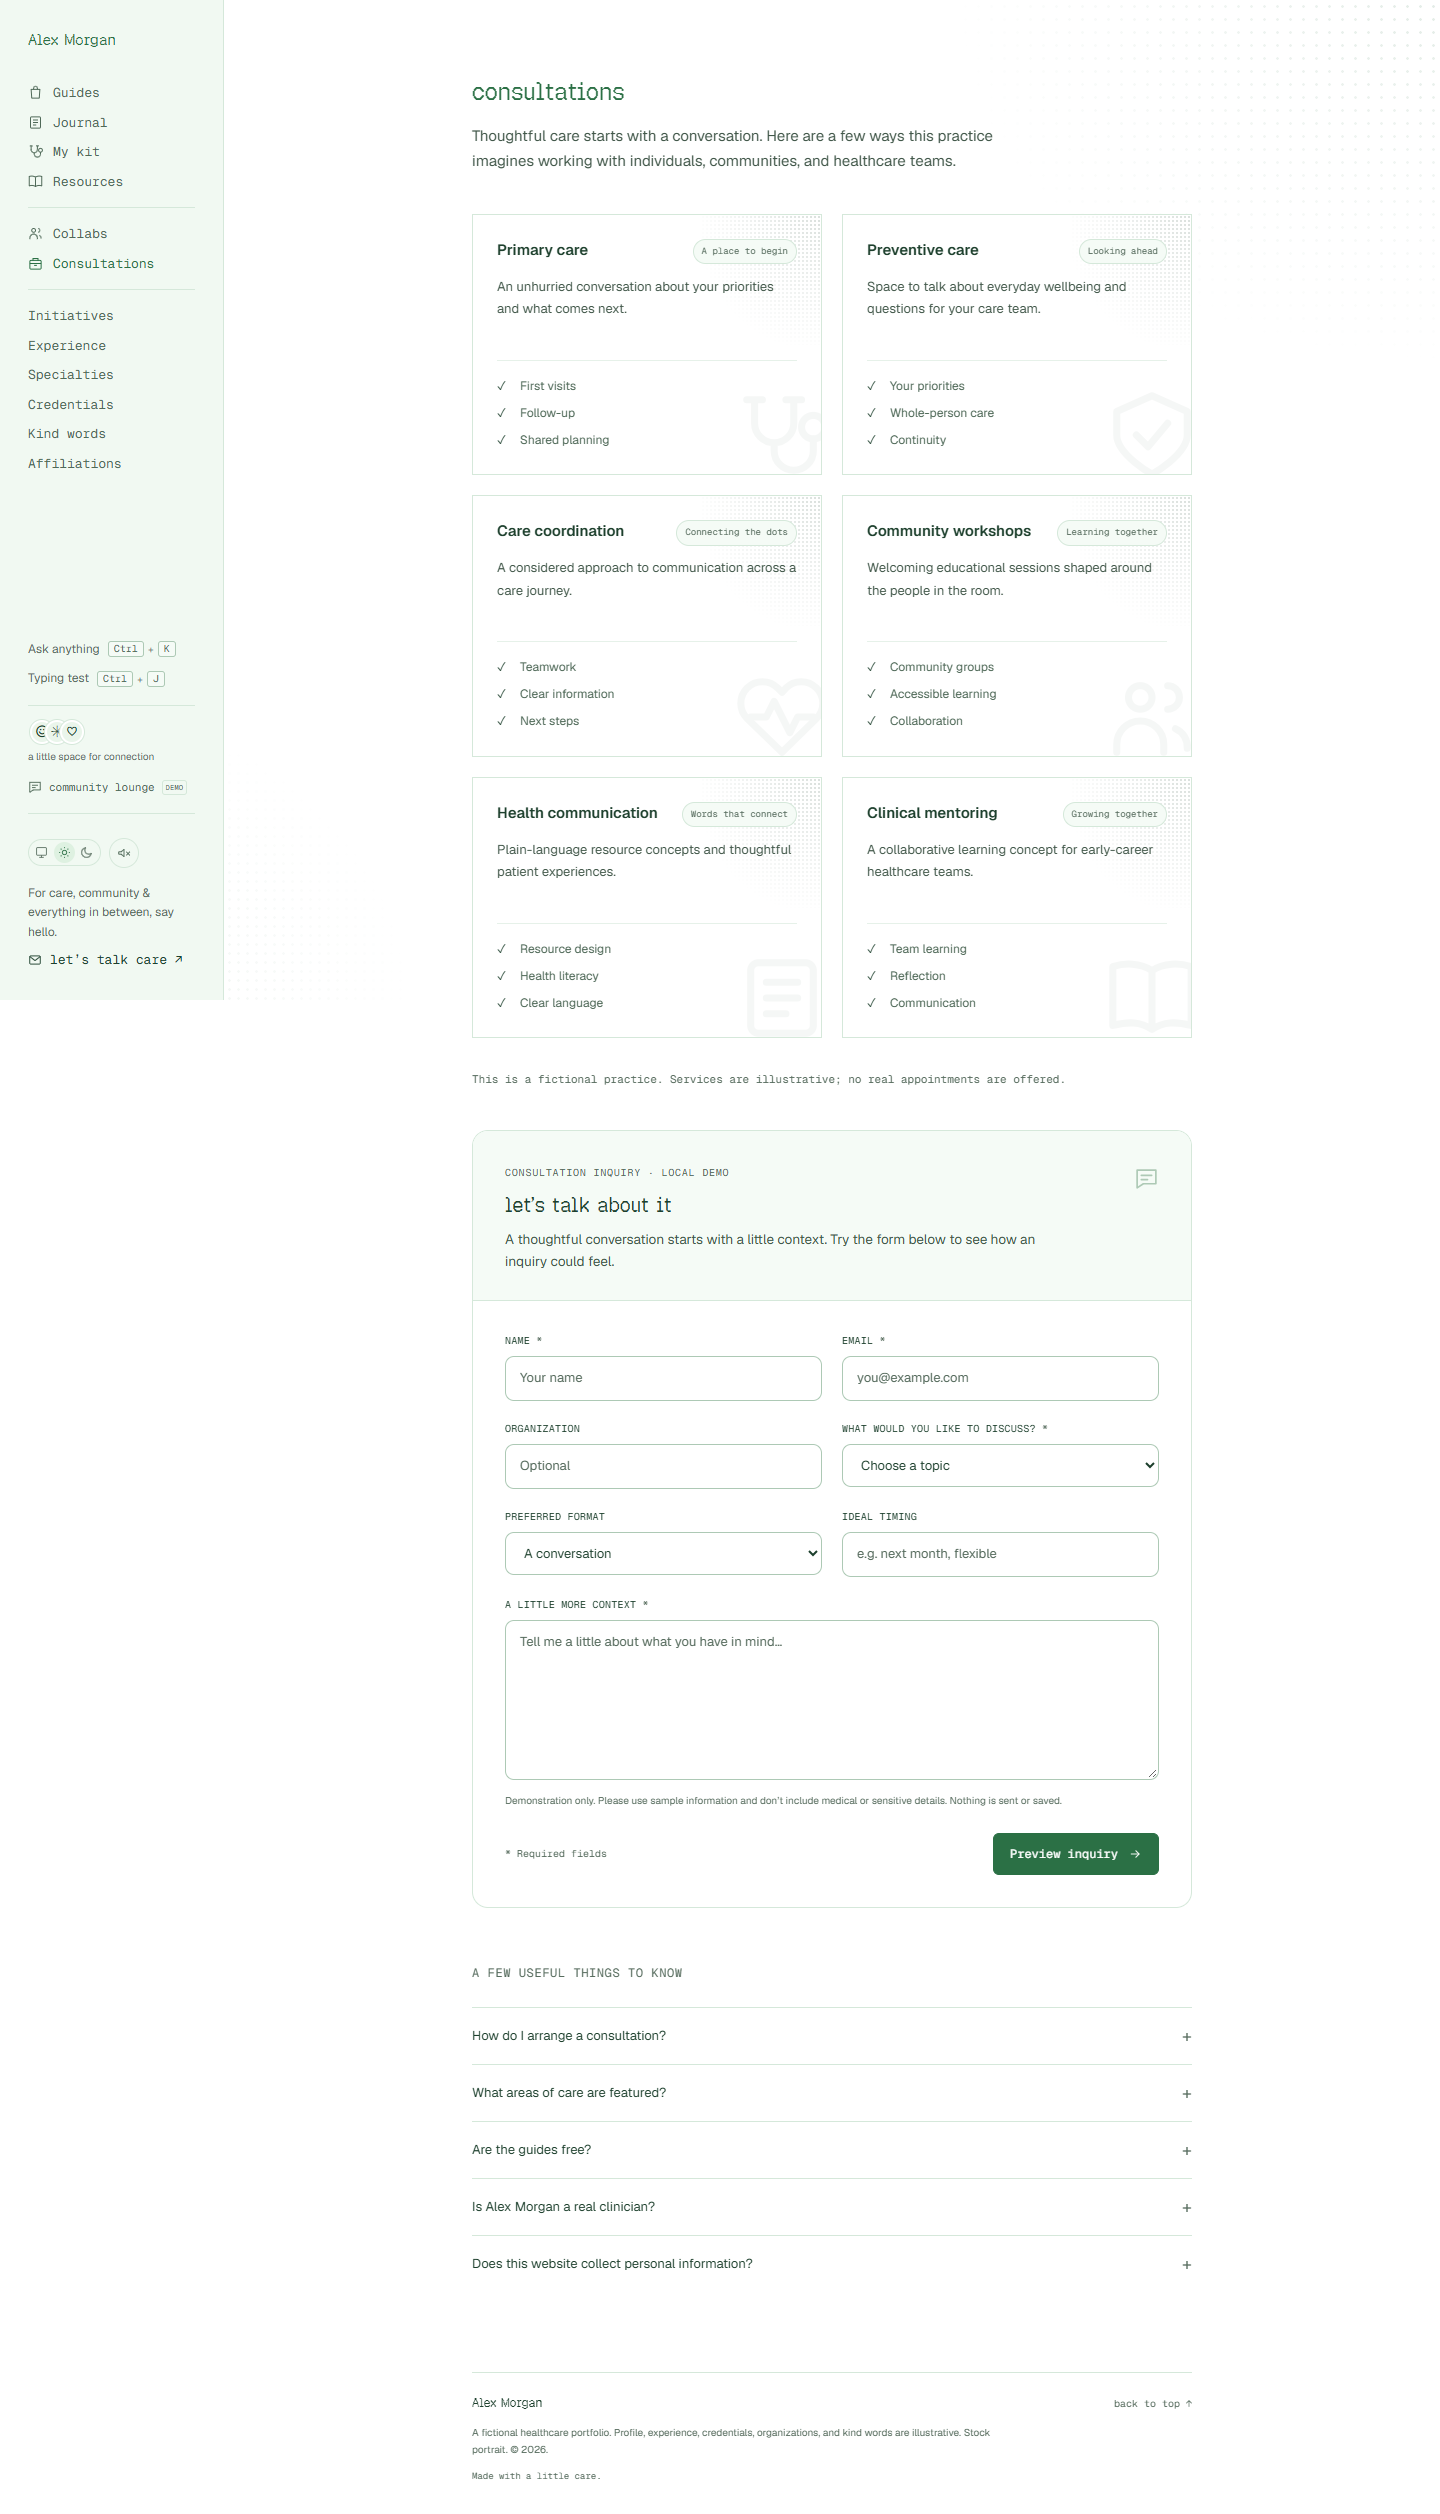 Alex Morgan
Guides
Journal
My kit
Resources
Collabs
Consultations
Initiatives
Experience
Specialties
Credentials
Kind words
Affiliations
Ask anything Ctrl + K
Typing test Ctrl + J
a little space for connection
community lounge DEMO
For care, community &
everything in between, say
hello.
let's talk care ↗
consultations
Thoughtful care starts with a conversation. Here are a few ways this practice
imagines working with individuals, communities, and healthcare teams.
Primary care A place to begin
An unhurried conversation about your priorities
and what comes next.
✓ First visits
✓ Follow-up
✓ Shared planning
Preventive care Looking ahead
Space to talk about everyday wellbeing and
questions for your care team.
✓ Your priorities
✓ Whole-person care
✓ Continuity
Care coordination Connecting the dots
A considered approach to communication across a
care journey.
✓ Teamwork
✓ Clear information
✓ Next steps
Community workshops Learning together
Welcoming educational sessions shaped around
the people in the room.
✓ Community groups
✓ Accessible learning
✓ Collaboration
Health communication Words that connect
Plain-language resource concepts and thoughtful
patient experiences.
✓ Resource design
✓ Health literacy
✓ Clear language
Clinical mentoring Growing together
A collaborative learning concept for early-career
healthcare teams.
✓ Team learning
✓ Reflection
✓ Communication
This is a fictional practice. Services are illustrative; no real appointments are offered.
CONSULTATION INQUIRY · LOCAL DEMO
let's talk about it
A thoughtful conversation starts with a little context. Try the form below to see how an
inquiry could feel.
NAME *
Your name
EMAIL *
you@example.com
ORGANIZATION
Optional
WHAT WOULD YOU LIKE TO DISCUSS? *
Choose a topic
PREFERRED FORMAT
A conversation
IDEAL TIMING
e.g. next month, flexible
A LITTLE MORE CONTEXT *
Tell me a little about what you have in mind…
Demonstration only. Please use sample information and don't include medical or sensitive details. Nothing is sent or saved.
* Required fields
Preview inquiry →
A FEW USEFUL THINGS TO KNOW
How do I arrange a consultation? +
What areas of care are featured? +
Are the guides free? +
Is Alex Morgan a real clinician? +
Does this website collect personal information? +
Alex Morgan
back to top ↑
A fictional healthcare portfolio. Profile, experience, credentials, organizations, and kind words are illustrative. Stock
portrait. © 2026.
Made with a little care.